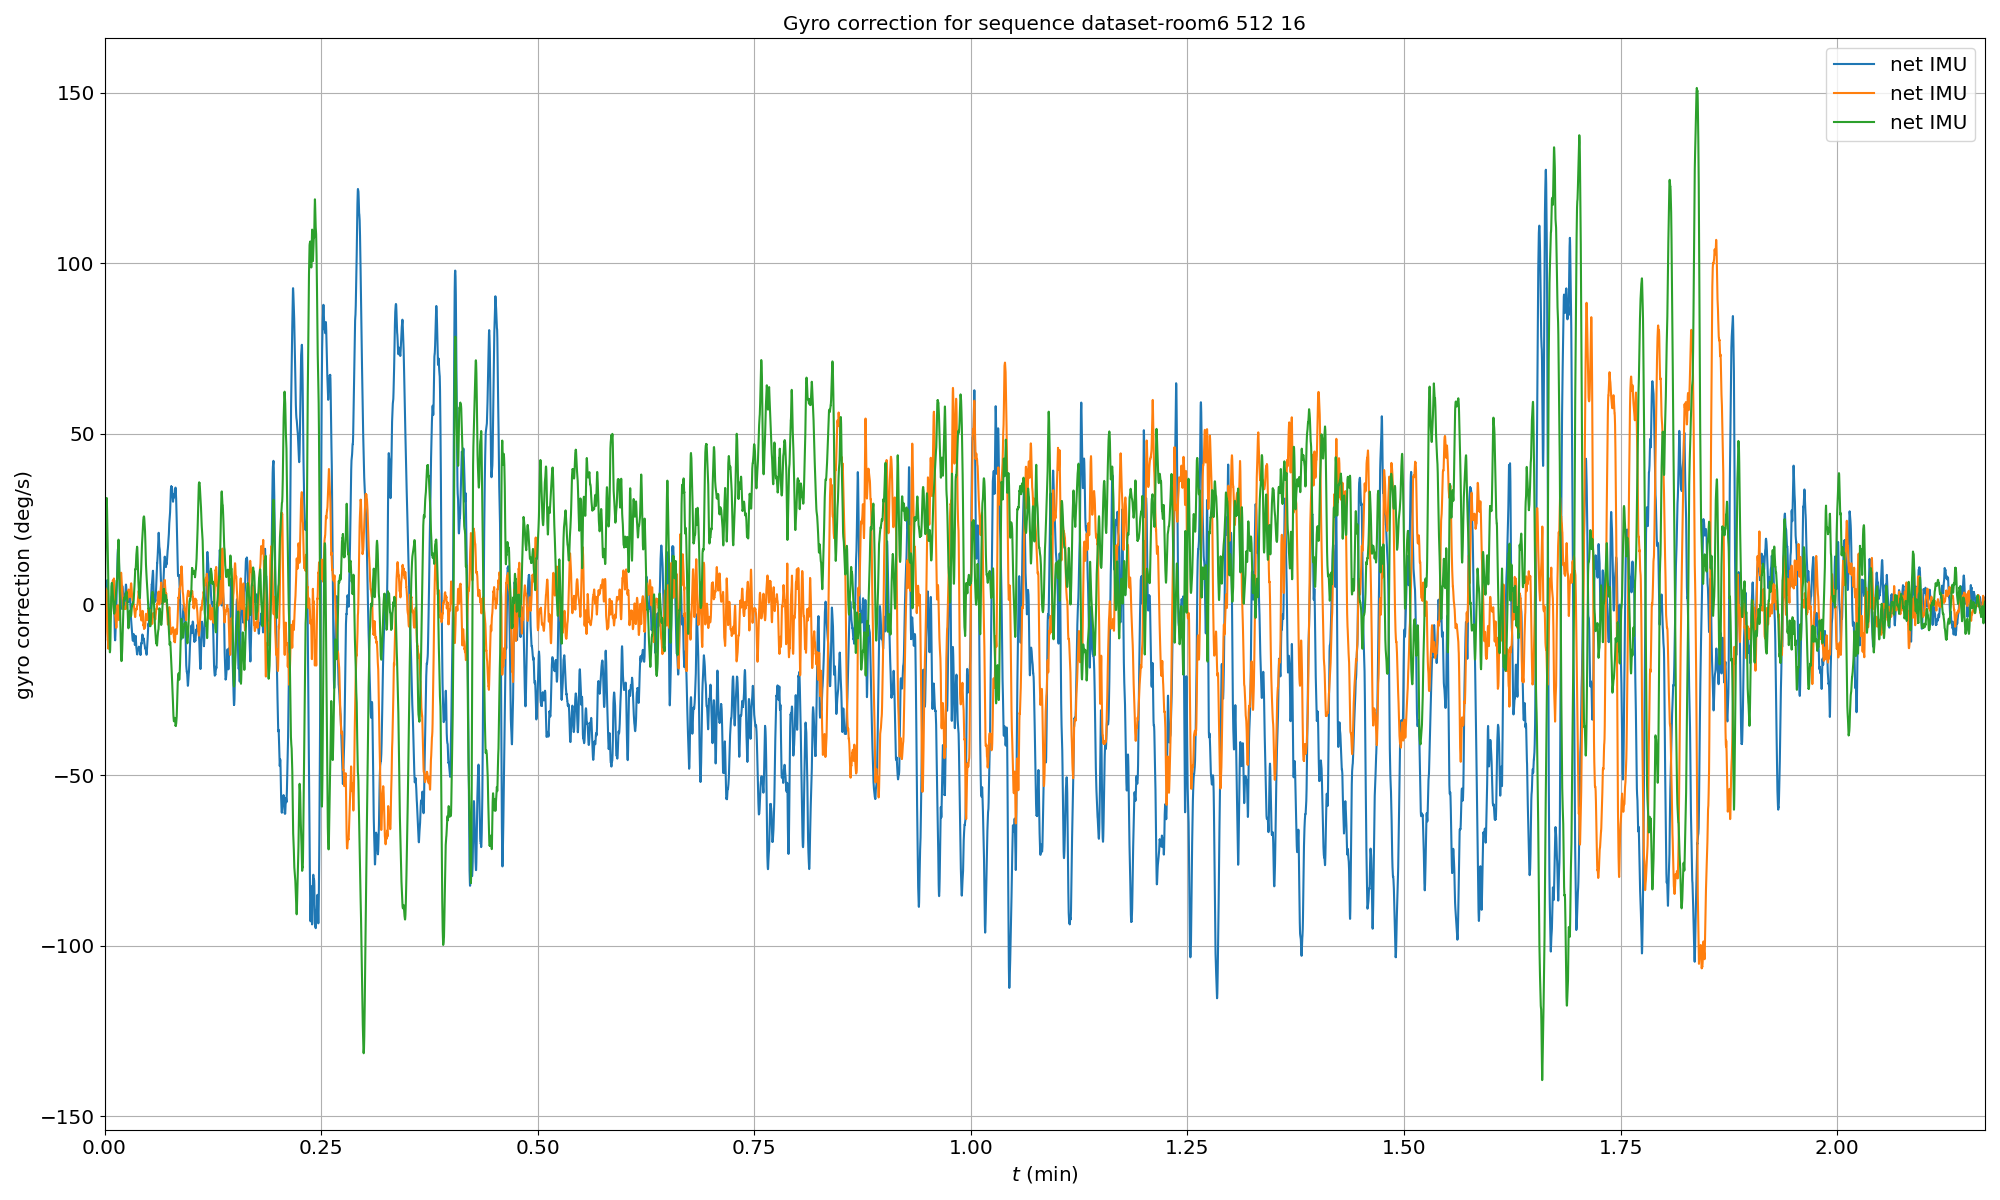 Gyro correction for sequence dataset-room6 512 16
net IMU
net IMU
net IMU
gyro correction (deg/s)
150
100
50
0
−50
−100
−150
0.00 0.25 0.50 0.75 1.00 1.25 1.50 1.75 2.00
t (min)